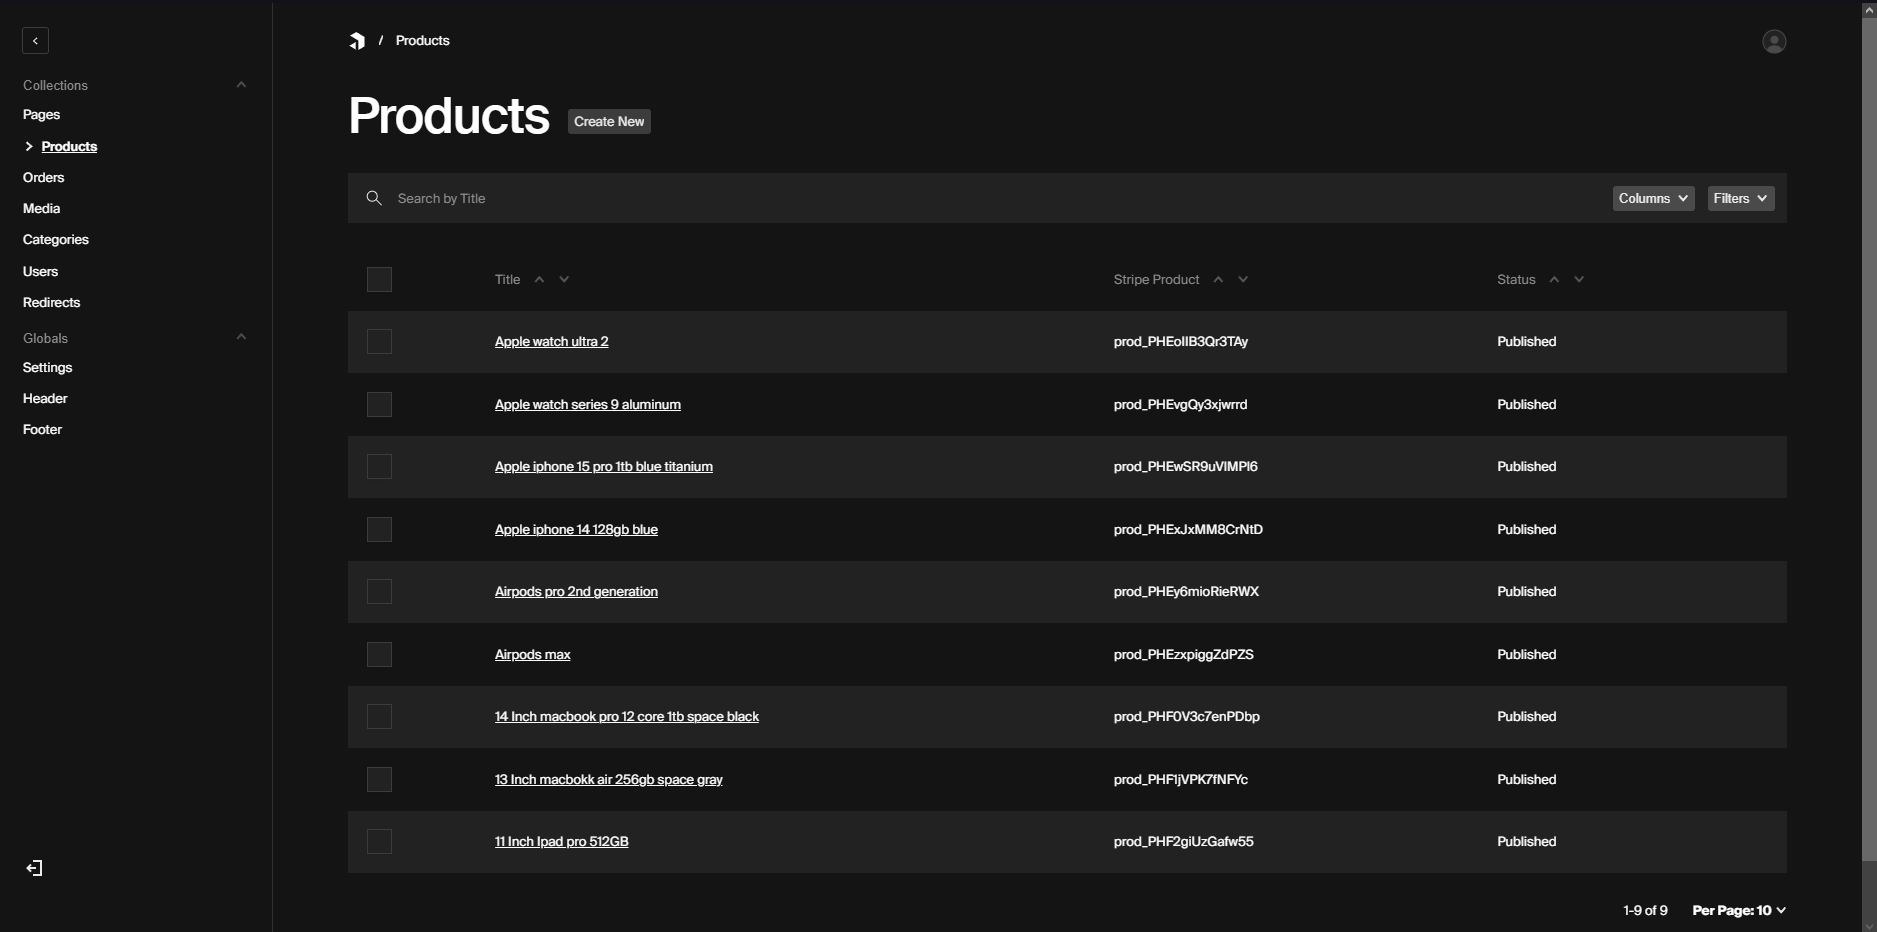 / Products
Collections
Pages
Products
Orders
Media
Categories
Users
Redirects
Globals
Settings
Header
Footer
Products Create New
Search by Title Columns Filters
Title Stripe Product Status
Apple watch ultra 2 prod_PHEoIIB3Qr3TAy Published
Apple watch series 9 aluminum prod_PHEvgQy3xjwrrd Published
Apple iphone 15 pro 1tb blue titanium prod_PHEwSR9uVIMPI6 Published
Apple iphone 14 128gb blue prod_PHExJxMM8CrNtD Published
Airpods pro 2nd generation prod_PHEy6mioRieRWX Published
Airpods max prod_PHEzxpiggZdPZS Published
14 Inch macbook pro 12 core 1tb space black prod_PHF0V3c7enPDbp Published
13 Inch macbokk air 256gb space gray prod_PHF1jVPK7fNFYc Published
11 Inch Ipad pro 512GB prod_PHF2giUzGafw55 Published
1-9 of 9 Per Page: 10